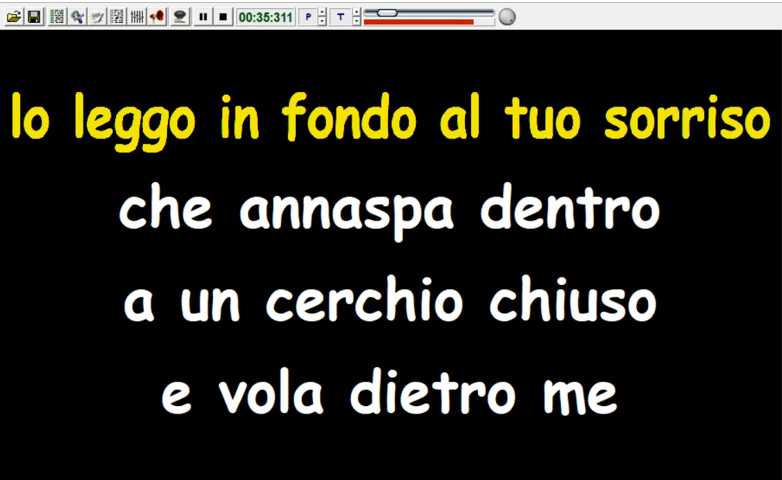 00:35:311 P T
lo leggo in fondo al tuo sorriso
che annaspa dentro
a un cerchio chiuso
e vola dietro me